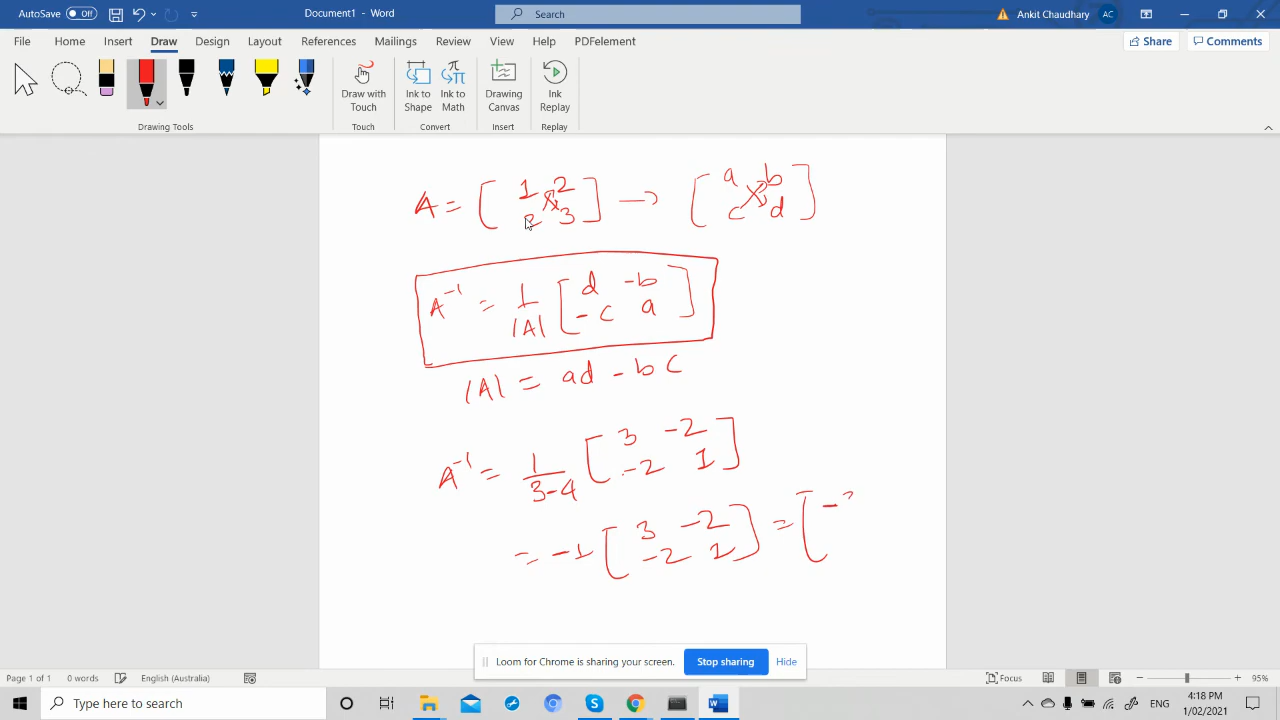 AutoSave Off Document1 - Word Search Ankit Chaudhary AC
File Home Insert Draw Design Layout References Mailings Review View Help PDFelement Share Comments
Draw with Touch Ink to Shape Ink to Math Drawing Canvas Ink Replay
Drawing Tools Touch Convert Insert Replay
A = [ 1 2 ] → [ a b ]
2 3 c d
A⁻¹ = 1 [ d -b ]
|A| -c a
|A| = ad - bc
A⁻¹ = 1 [ 3 -2 ]
3-4 -2 1
= -1 [ 3 -2 ] = [ -
-2 1
Loom for Chrome is sharing your screen. Stop sharing Hide
Page 1 of 1 0 words English (Australia) Focus 95%
Type here to search 4:18 PM
1/02/2021